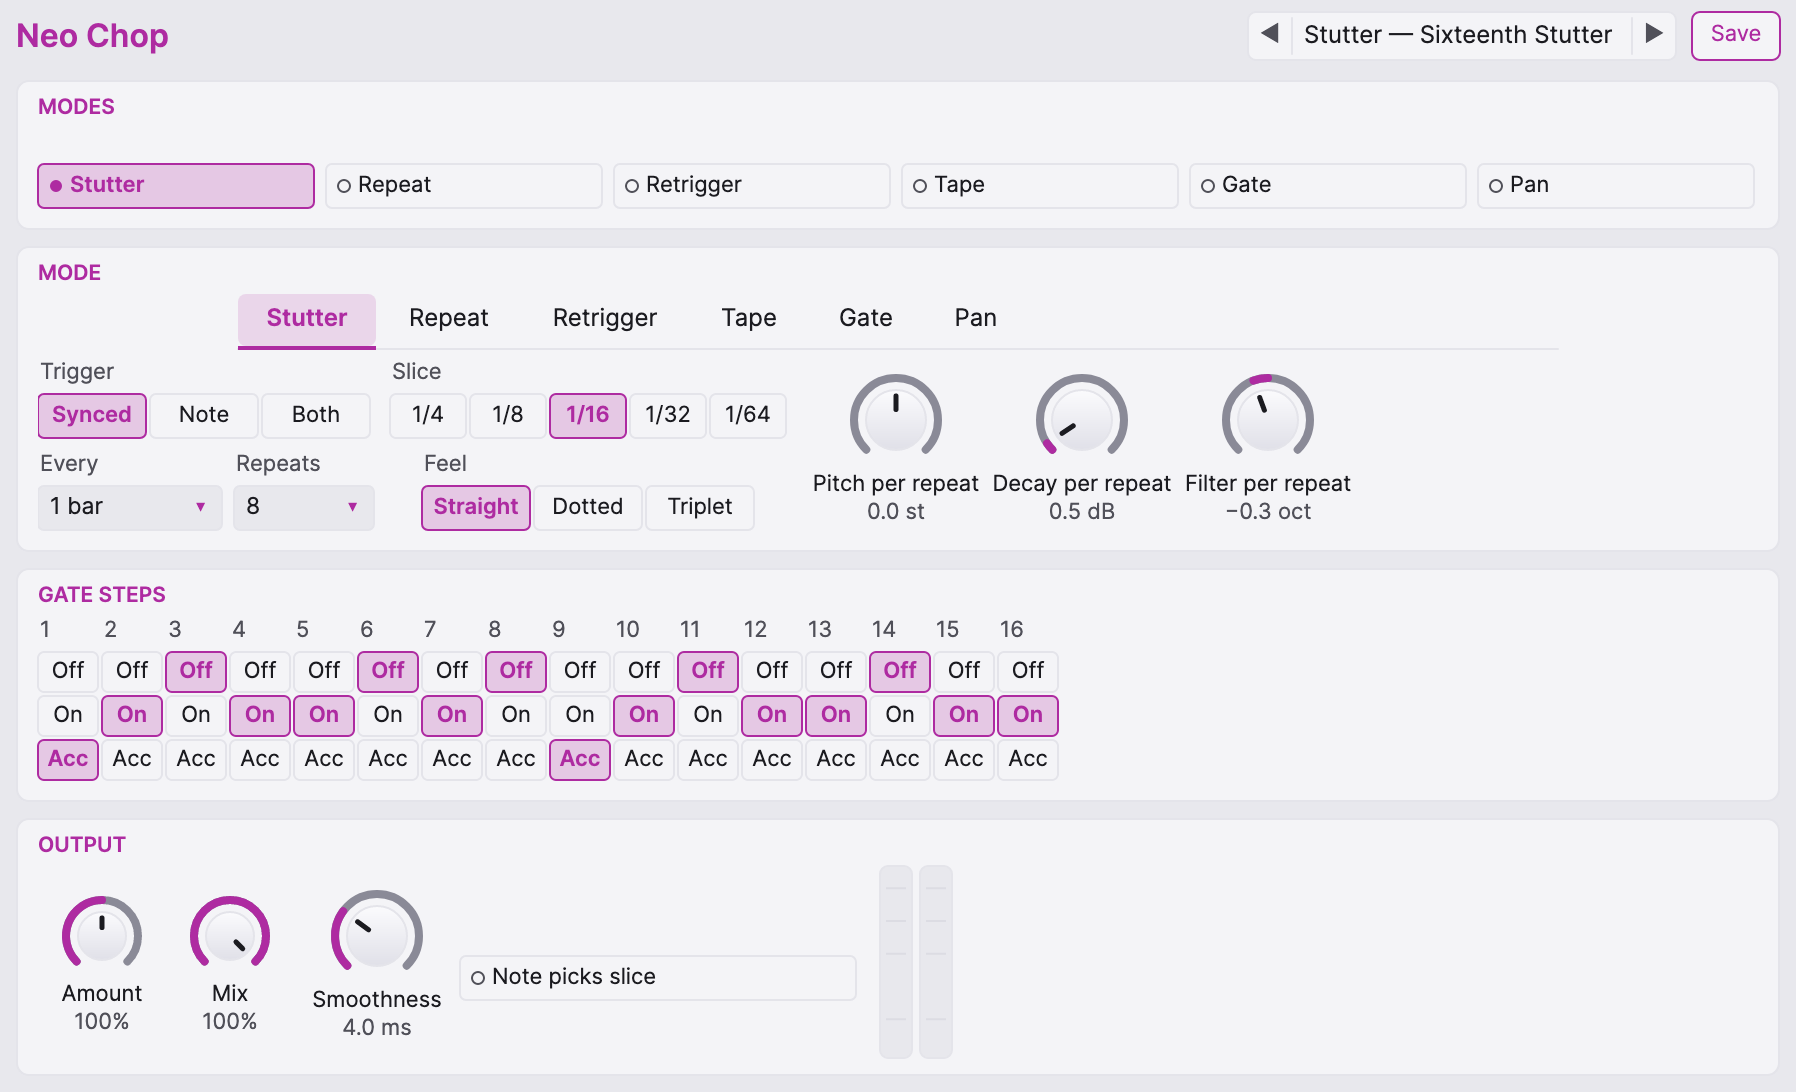 Neo Chop
◀ Stutter — Sixteenth Stutter ▶ Save
MODES
Stutter Repeat Retrigger Tape Gate Pan
MODE
Stutter Repeat Retrigger Tape Gate Pan
Trigger Slice
Synced Note Both 1/4 1/8 1/16 1/32 1/64
Every Repeats Feel
1 bar 8 Straight Dotted Triplet
Pitch per repeat Decay per repeat Filter per repeat
0.0 st 0.5 dB −0.3 oct
GATE STEPS
1 2 3 4 5 6 7 8 9 10 11 12 13 14 15 16
Off Off Off Off Off Off Off Off Off Off Off Off Off Off Off Off
On On On On On On On On On On On On On On On On
Acc Acc Acc Acc Acc Acc Acc Acc Acc Acc Acc Acc Acc Acc Acc Acc
OUTPUT
Note picks slice
Amount Mix Smoothness
100% 100% 4.0 ms